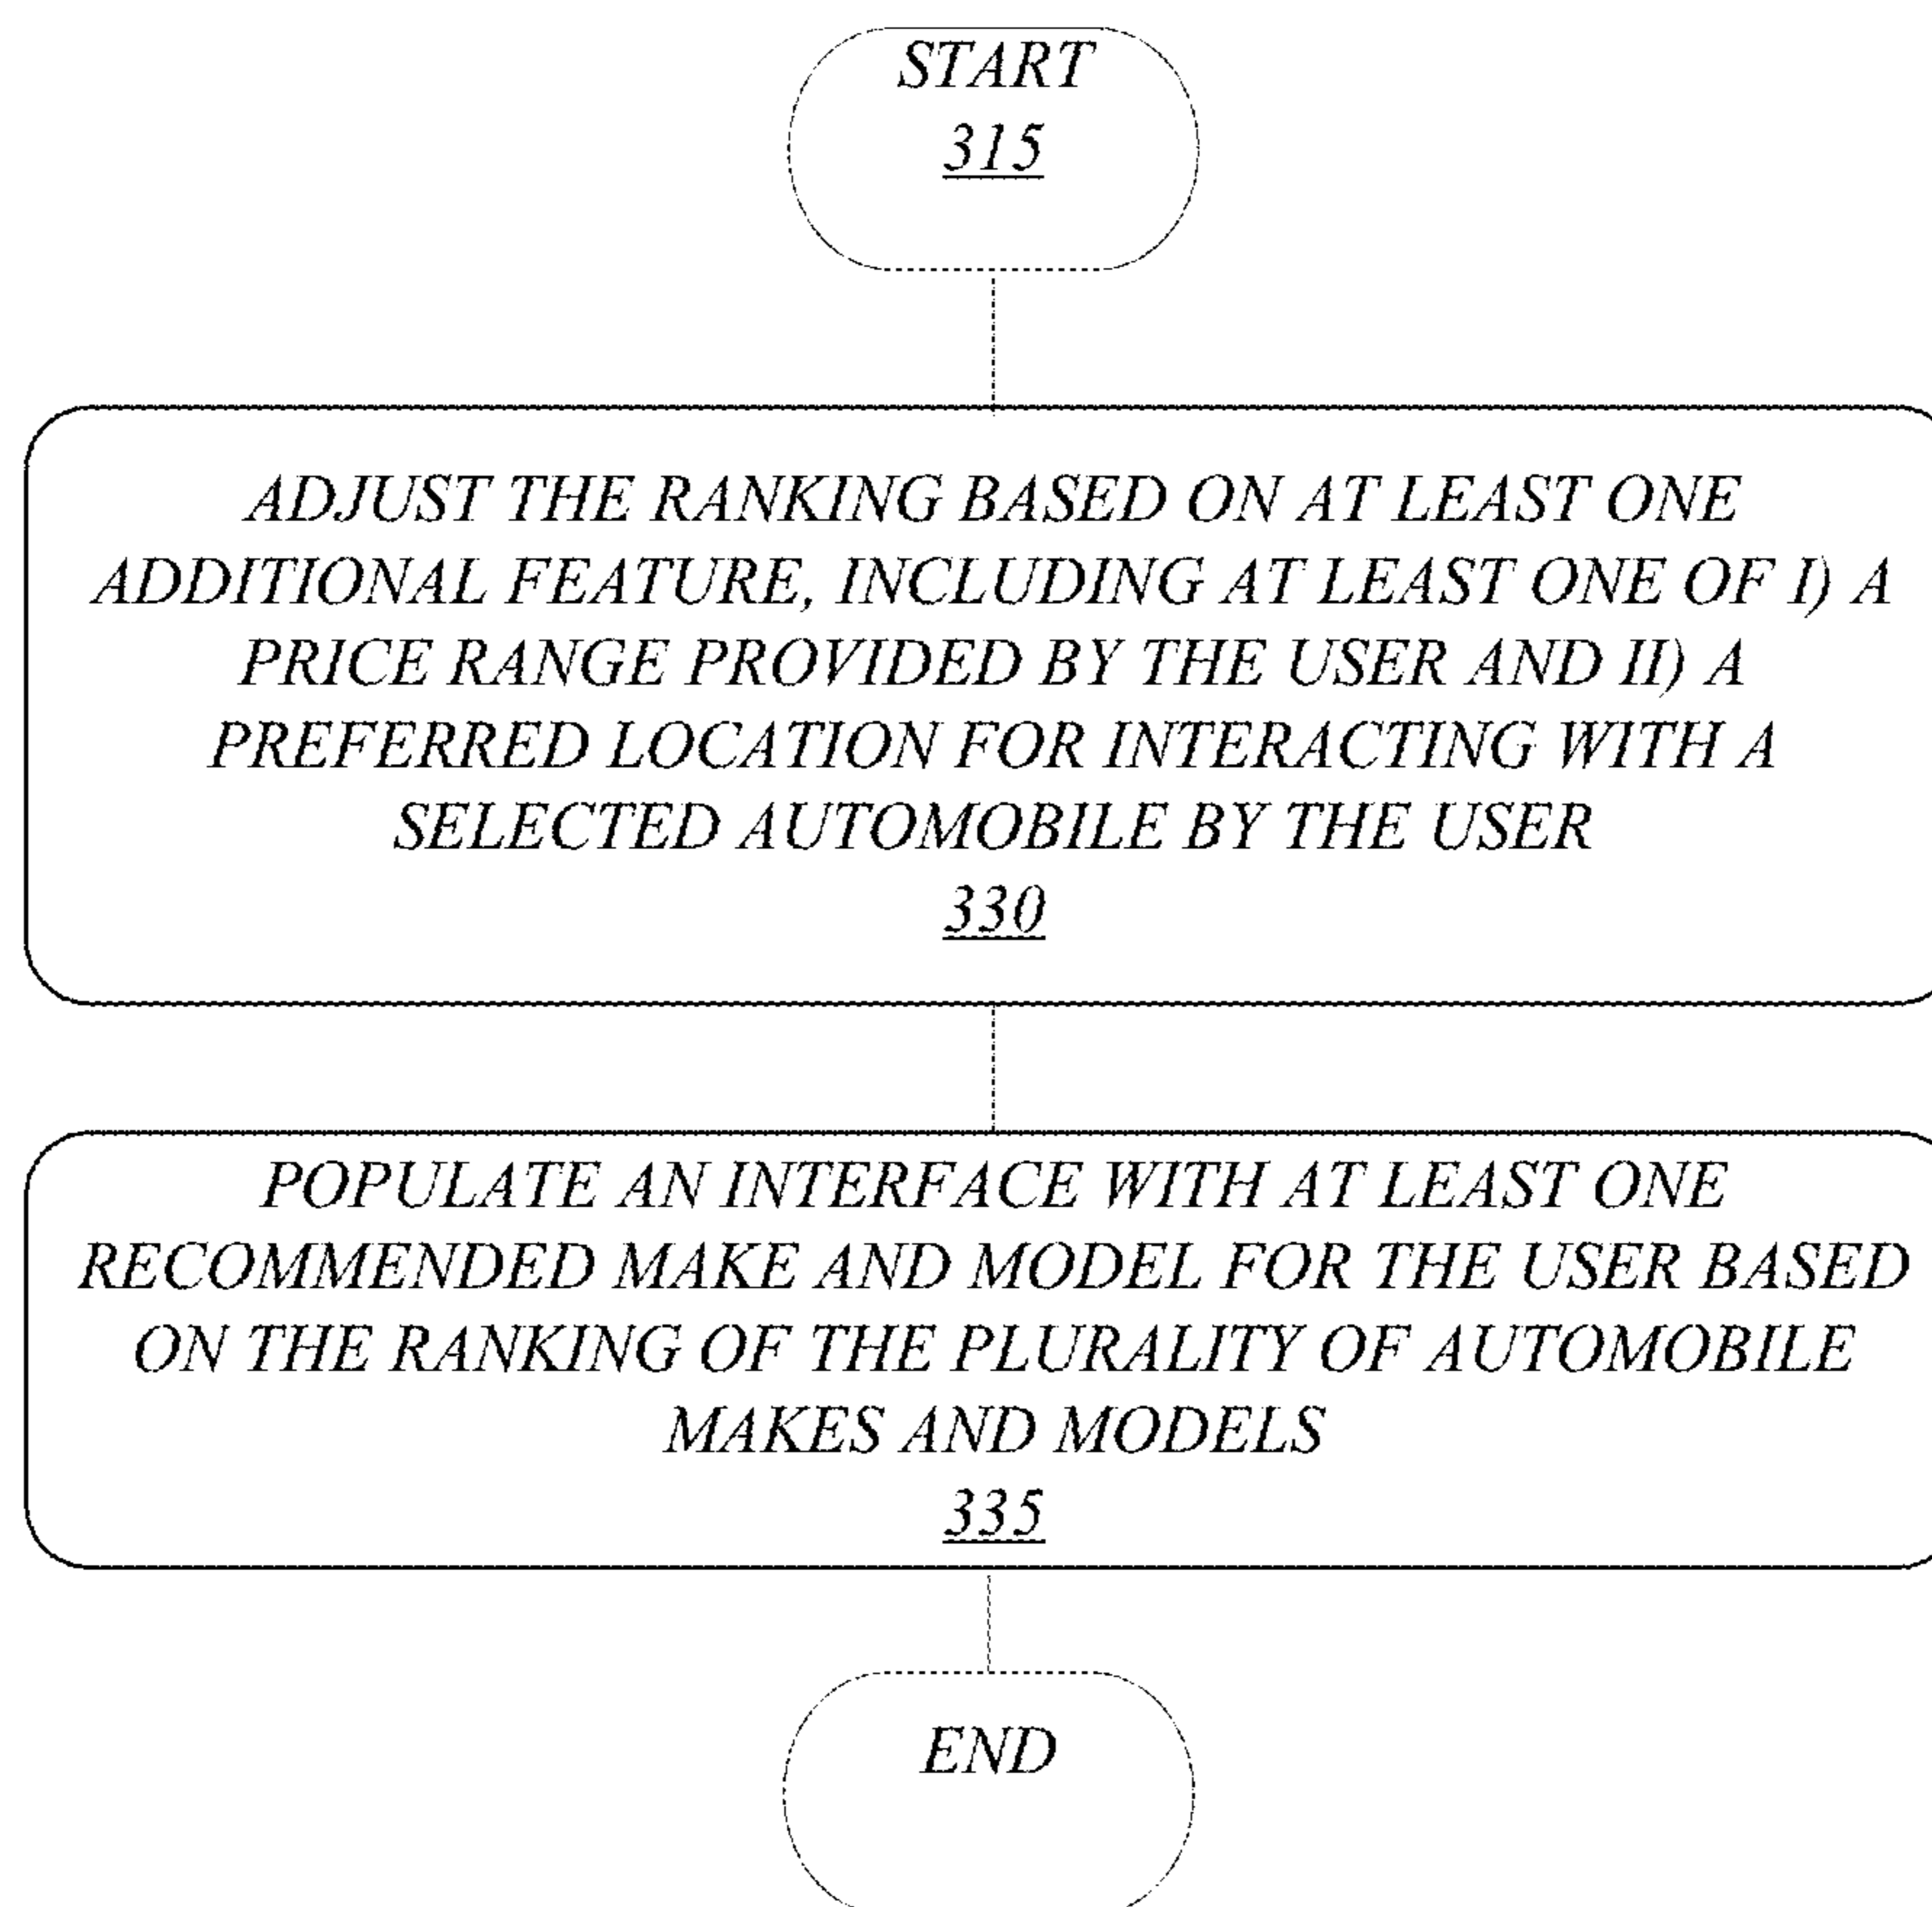 START
315
ADJUST THE RANKING BASED ON AT LEAST ONE
ADDITIONAL FEATURE, INCLUDING AT LEAST ONE OF I) A
PRICE RANGE PROVIDED BY THE USER AND II) A
PREFERRED LOCATION FOR INTERACTING WITH A
SELECTED AUTOMOBILE BY THE USER
330
POPULATE AN INTERFACE WITH AT LEAST ONE
RECOMMENDED MAKE AND MODEL FOR THE USER BASED
ON THE RANKING OF THE PLURALITY OF AUTOMOBILE
MAKES AND MODELS
335
END